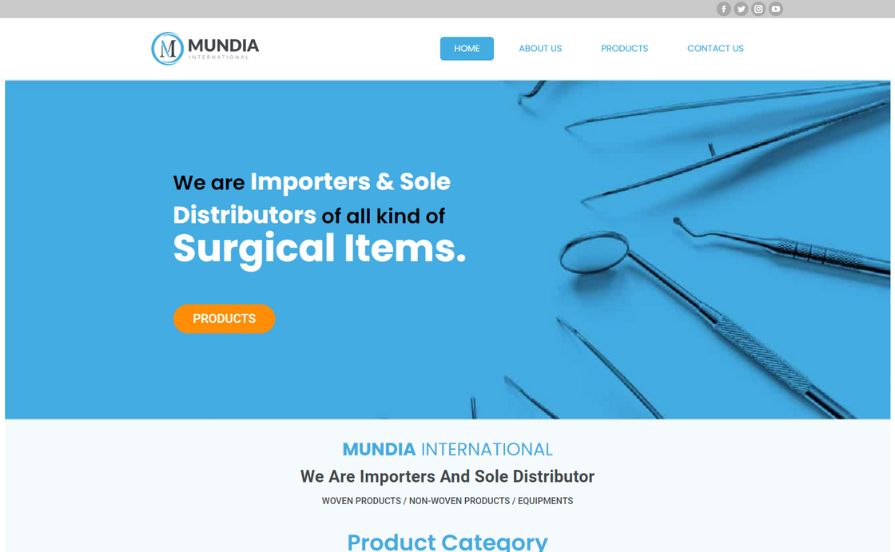 MUNDIA
INTERNATIONAL
HOME
ABOUT US
PRODUCTS
CONTACT US
We are Importers & Sole
Distributors of all kind of
Surgical Items.
PRODUCTS
MUNDIA INTERNATIONAL
We Are Importers And Sole Distributor
WOVEN PRODUCTS / NON-WOVEN PRODUCTS / EQUIPMENTS
Product Category